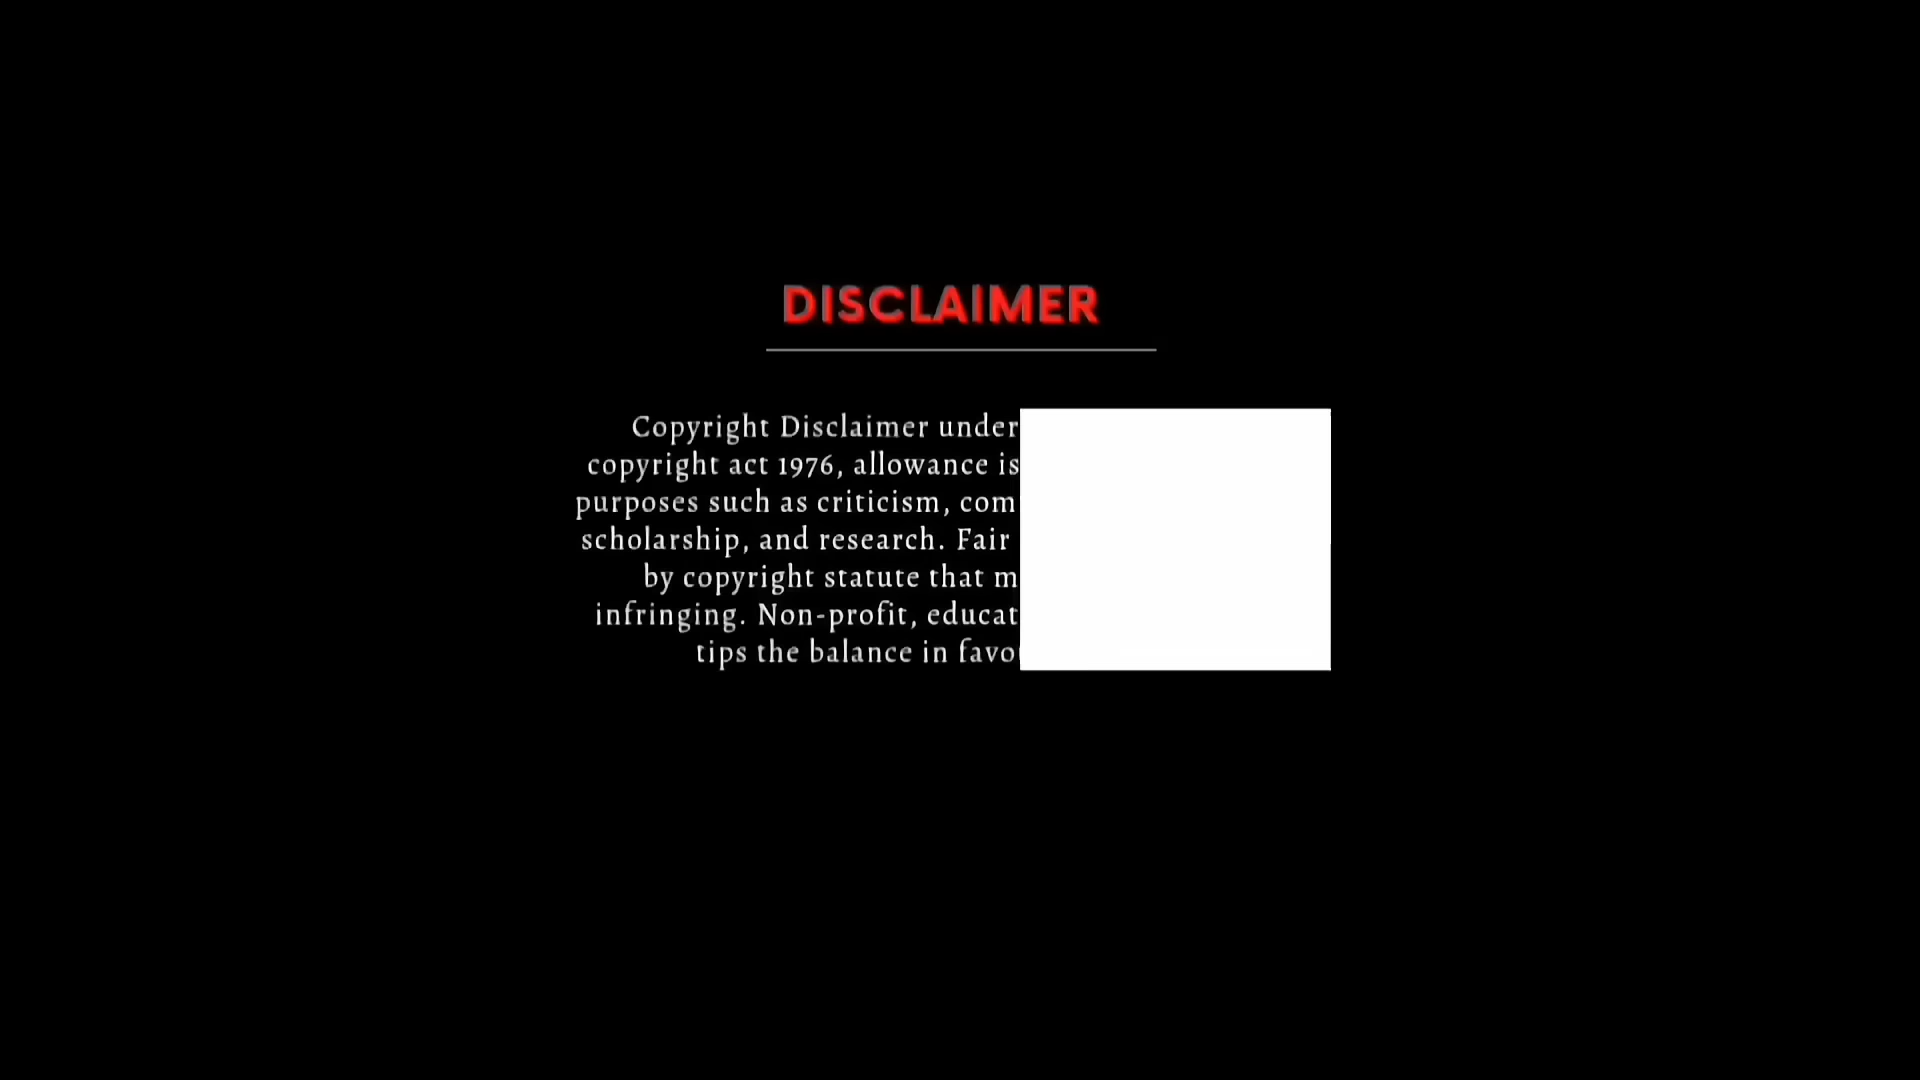 DISCLAIMER
Copyright Disclaimer under
copyright act 1976, allowance is
purposes such as criticism, com
scholarship, and research. Fair
by copyright statute that m
infringing. Non-profit, educat
tips the balance in favo